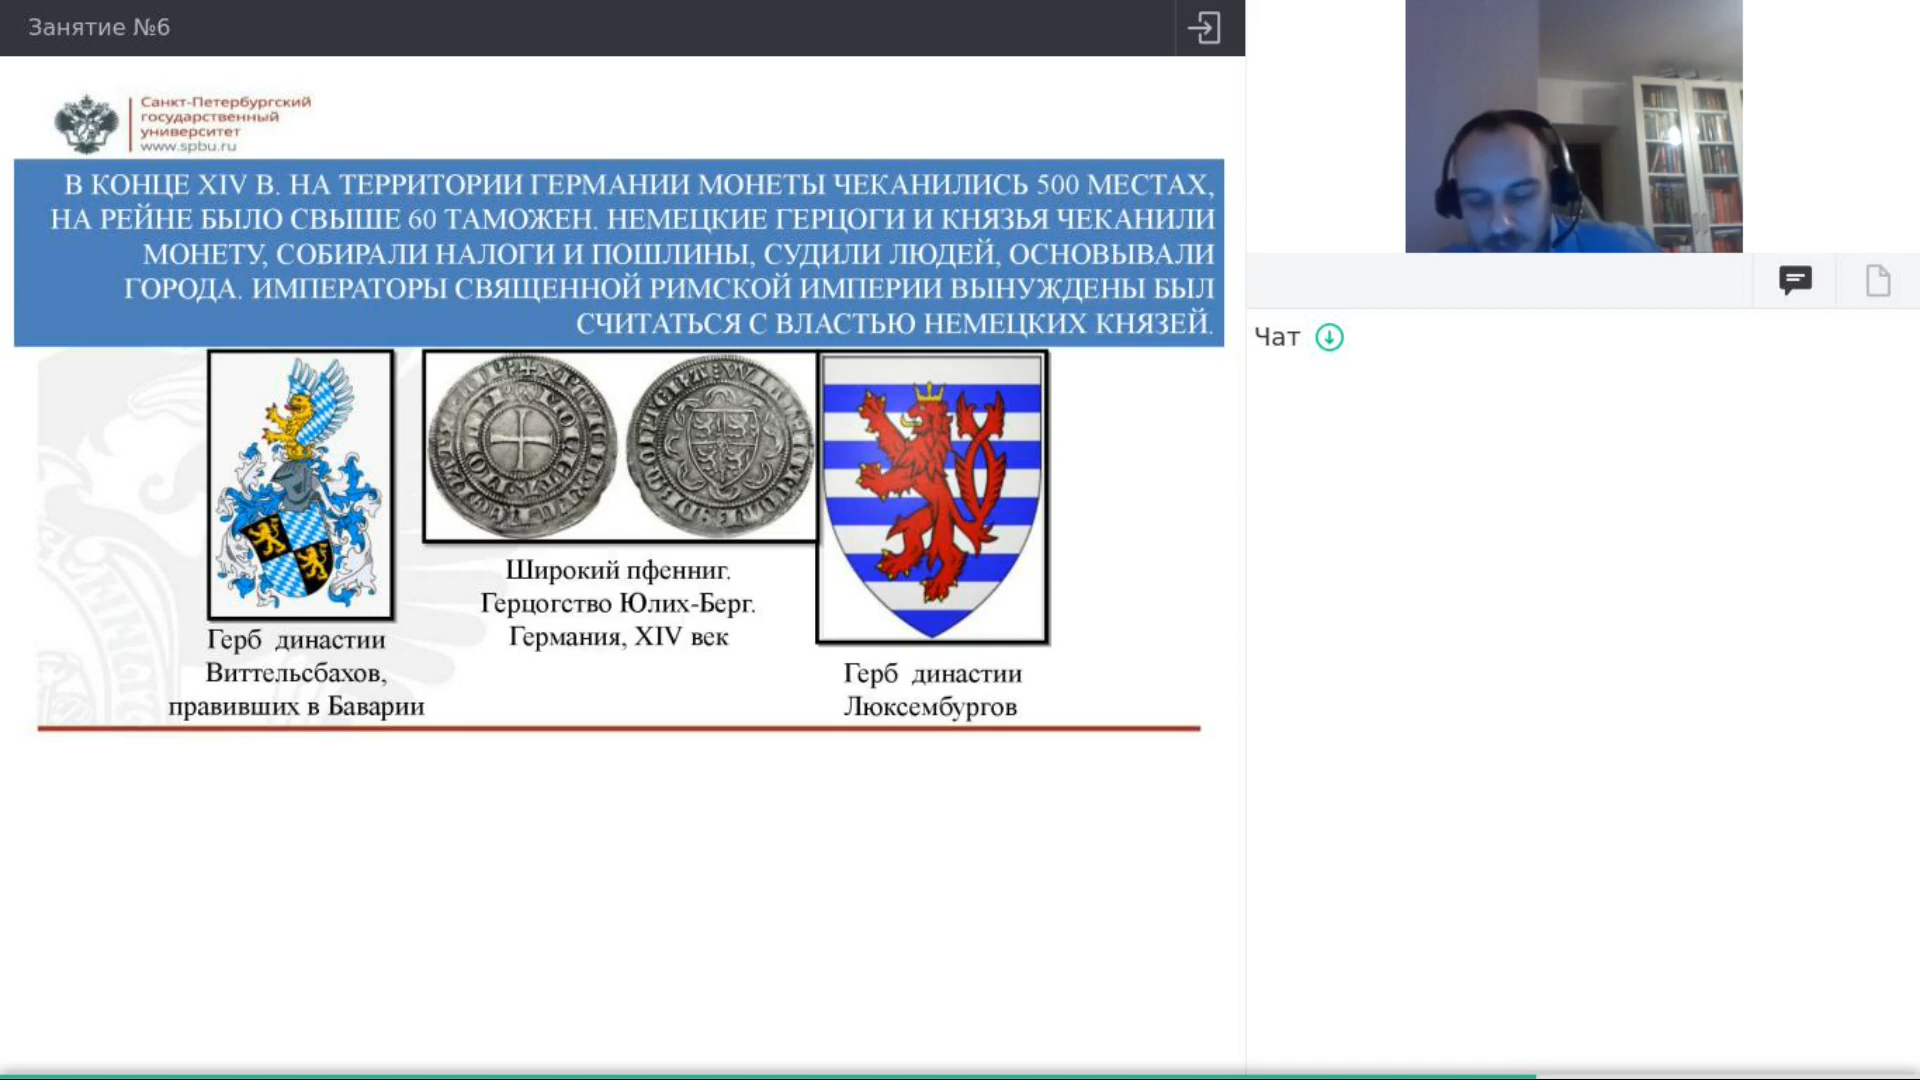 Занятие №6
Санкт-Петербургский
государственный
университет
www.spbu.ru
В КОНЦЕ XIV В. НА ТЕРРИТОРИИ ГЕРМАНИИ МОНЕТЫ ЧЕКАНИЛИСЬ 500 МЕСТАХ,
НА РЕЙНЕ БЫЛО СВЫШЕ 60 ТАМОЖЕН. НЕМЕЦКИЕ ГЕРЦОГИ И КНЯЗЬЯ ЧЕКАНИЛИ
МОНЕТУ, СОБИРАЛИ НАЛОГИ И ПОШЛИНЫ, СУДИЛИ ЛЮДЕЙ, ОСНОВЫВАЛИ
ГОРОДА. ИМПЕРАТОРЫ СВЯЩЕННОЙ РИМСКОЙ ИМПЕРИИ ВЫНУЖДЕНЫ БЫЛ
СЧИТАТЬСЯ С ВЛАСТЬЮ НЕМЕЦКИХ КНЯЗЕЙ.
Герб династии
Виттельсбахов,
правивших в Баварии
Широкий пфенниг.
Герцогство Юлих-Берг.
Германия, XIV век
Герб династии
Люксембургов
Чат